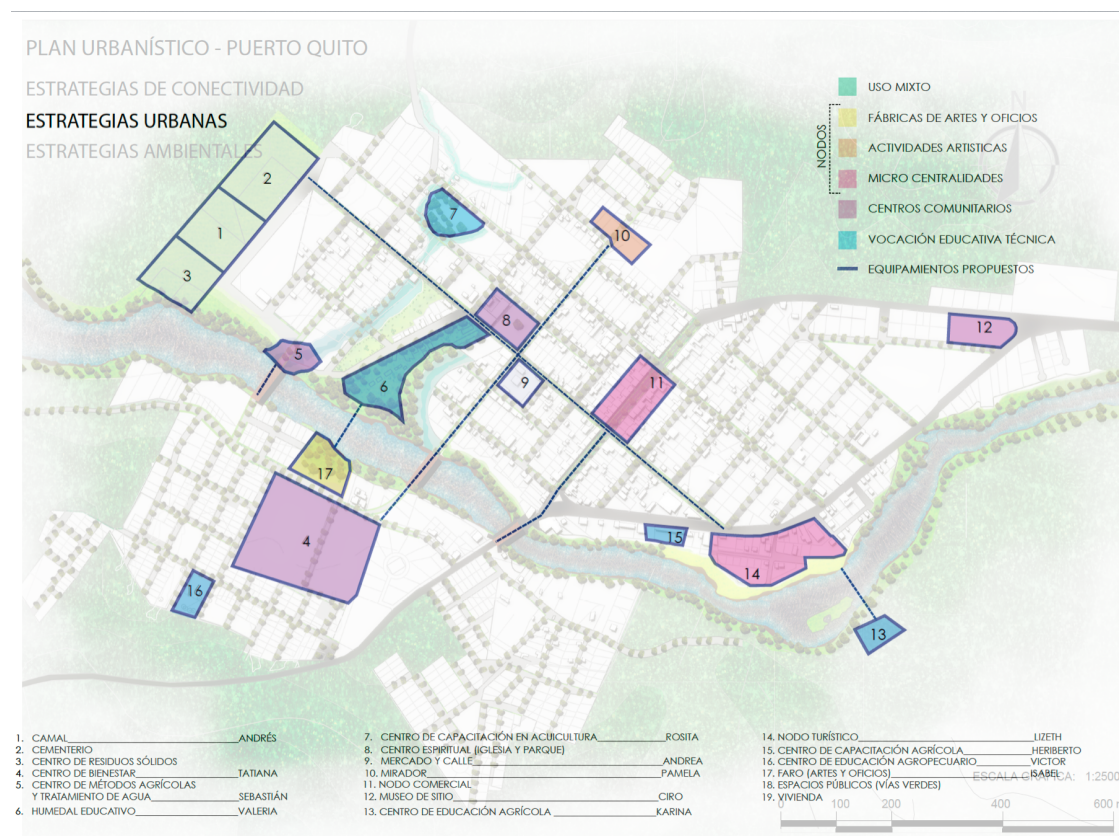 PLAN URBANÍSTICO - PUERTO QUITO
ESTRATEGIAS DE CONECTIVIDAD
ESTRATEGIAS URBANAS
ESTRATEGIAS AMBIENTALES
USO MIXTO
NODOS
FÁBRICAS DE ARTES Y OFICIOS
ACTIVIDADES ARTISTICAS
MICRO CENTRALIDADES
CENTROS COMUNITARIOS
VOCACIÓN EDUCATIVA TÉCNICA
EQUIPAMIENTOS PROPUESTOS
N
2
1
3
7
10
8
12
5
6
9
11
17
4
15
14
16
13
1. CAMAL ANDRÉS
2. CEMENTERIO
3. CENTRO DE RESIDUOS SÓLIDOS
4. CENTRO DE BIENESTAR TATIANA
5. CENTRO DE MÉTODOS AGRÍCOLAS
Y TRATAMIENTO DE AGUA SEBASTIÁN
6. HUMEDAL EDUCATIVO VALERIA
7. CENTRO DE CAPACITACIÓN EN ACUICULTURA ROSITA
8. CENTRO ESPIRITUAL (IGLESIA Y PARQUE)
9. MERCADO Y CALLE ANDREA
10. MIRADOR PAMELA
11. NODO COMERCIAL
12. MUSEO DE SITIO CIRO
13. CENTRO DE EDUCACIÓN AGRÍCOLA KARINA
14. NODO TURÍSTICO LIZETH
15. CENTRO DE CAPACITACIÓN AGRÍCOLA HERIBERTO
16. CENTRO DE EDUCACIÓN AGROPECUARIO VICTOR
17. FARO (ARTES Y OFICIOS) ISABEL
18. ESPACIOS PÚBLICOS (VÍAS VERDES)
19. VIVIENDA
ESCALA GRÁFICA: 1:2500
0 100 200 400 600 m